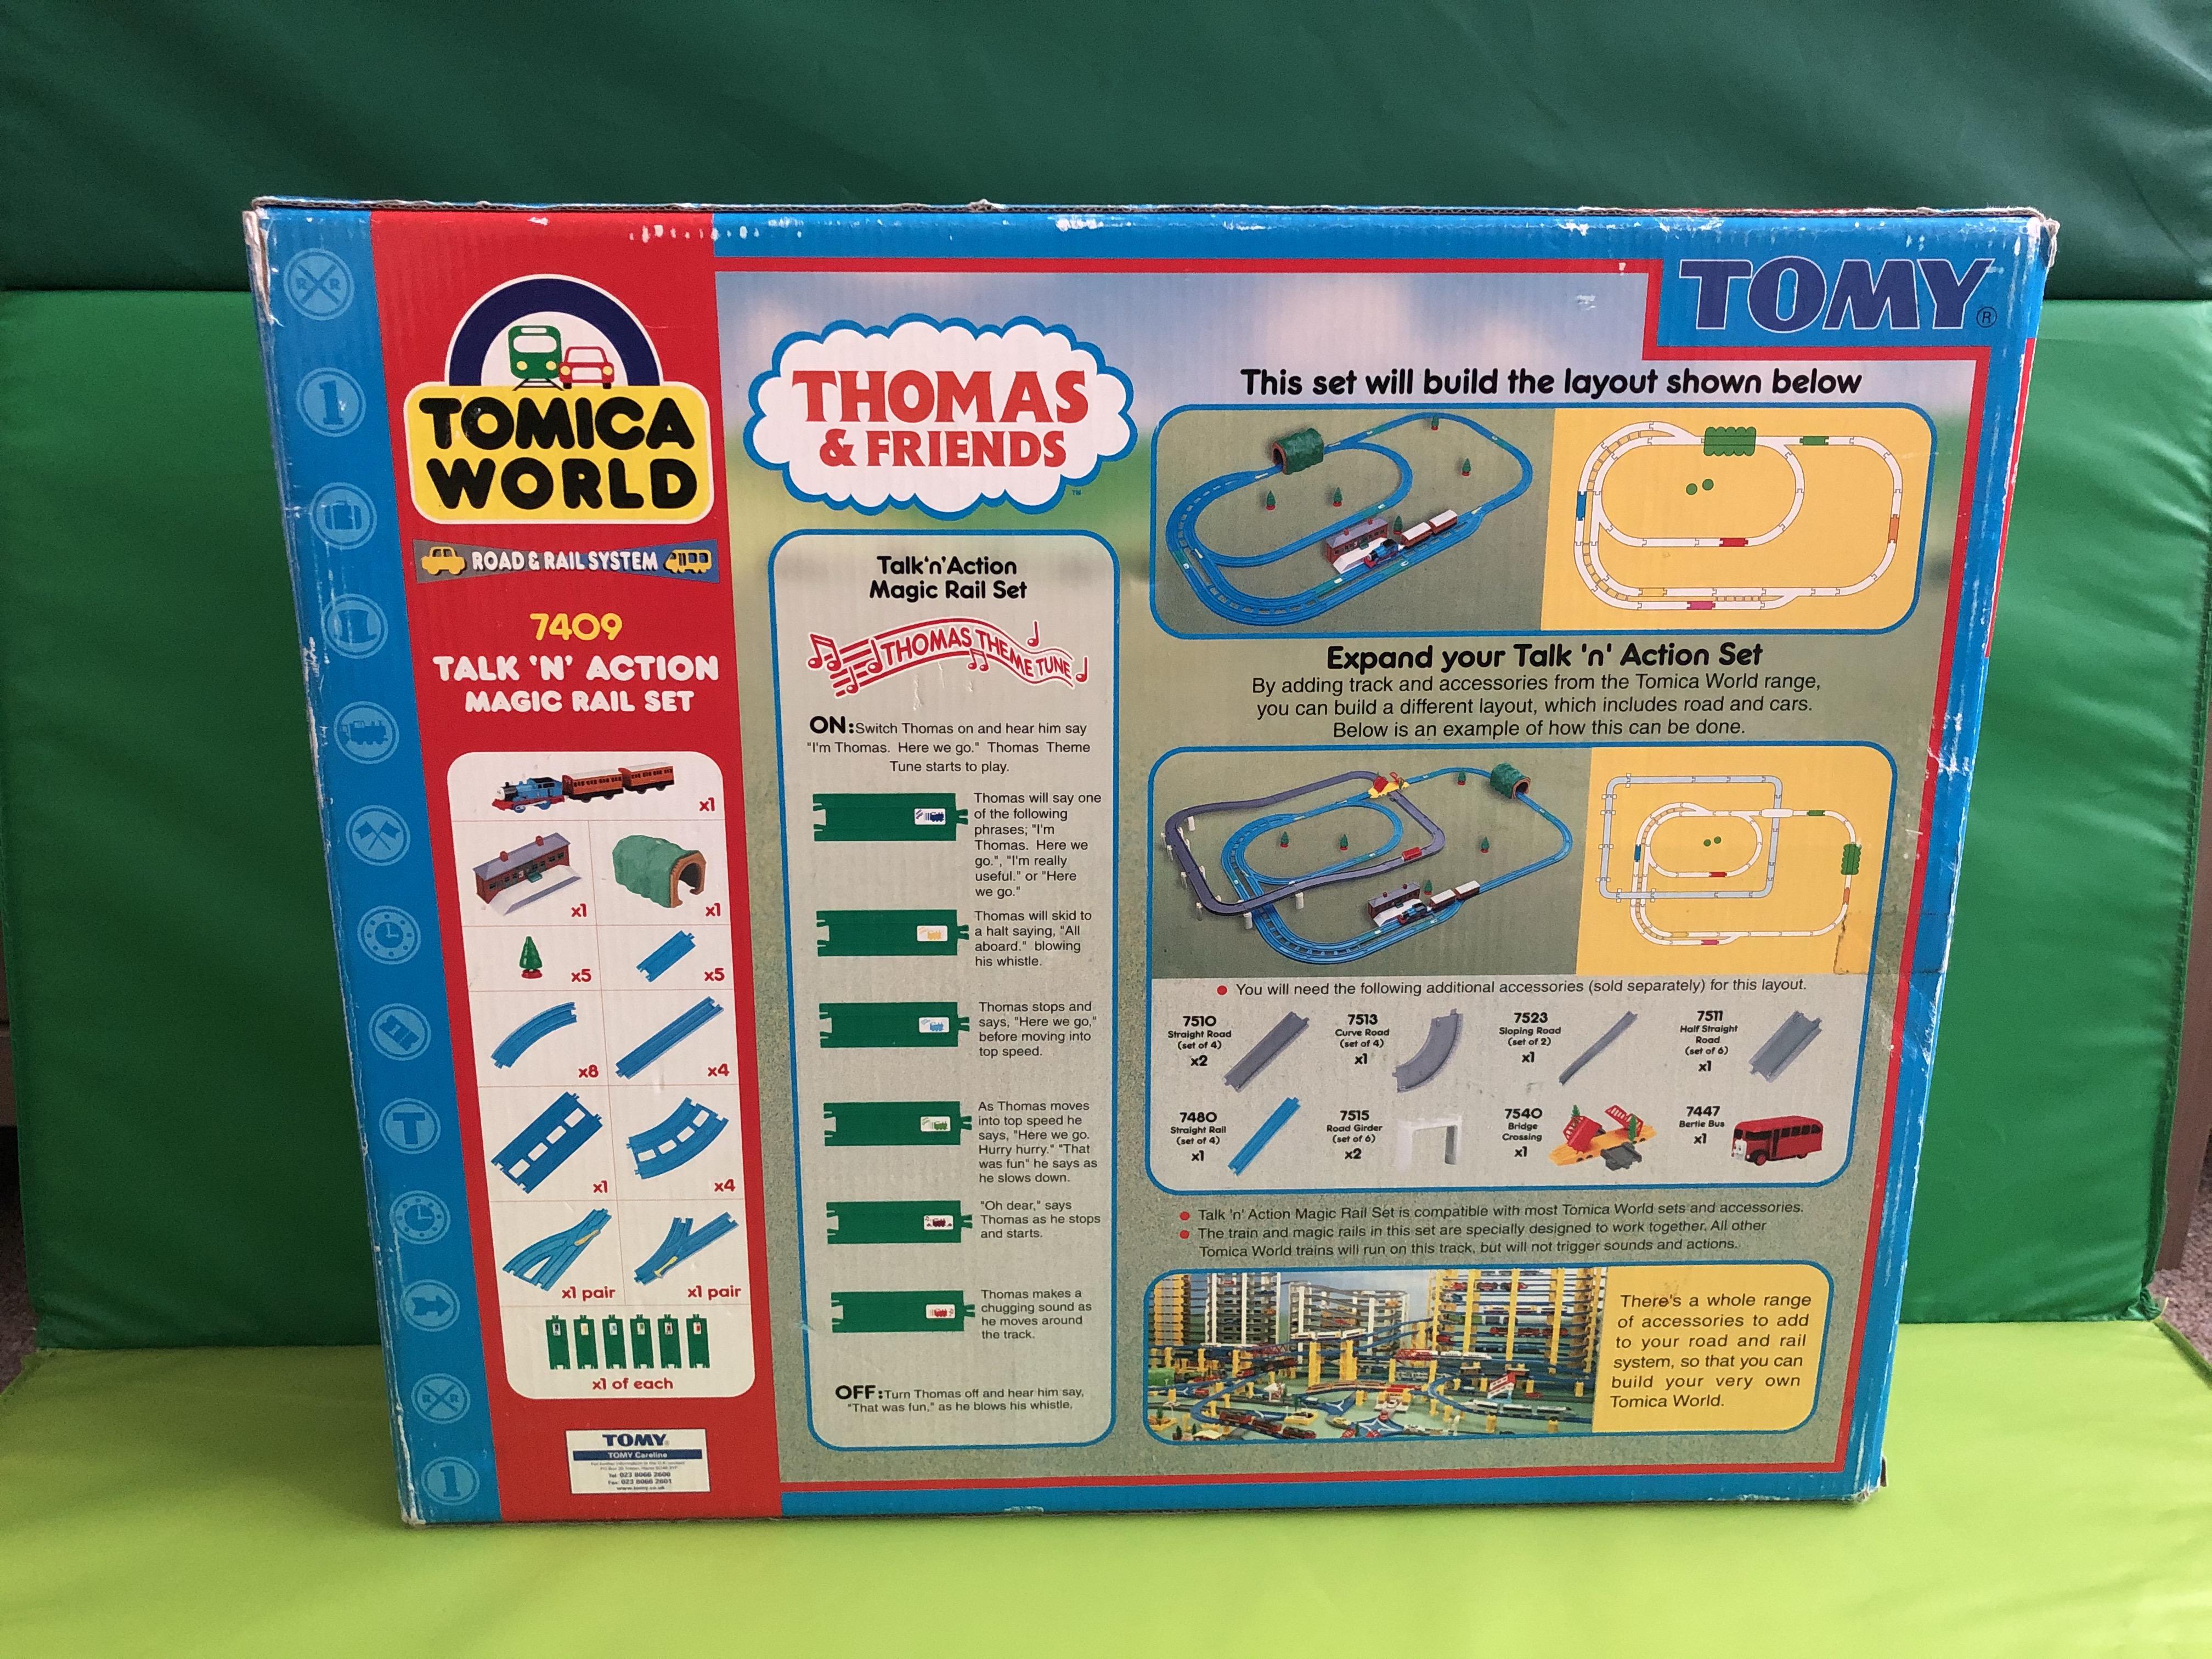 TOMICA
WORLD
ROAD & RAIL SYSTEM
7409
TALK 'N' ACTION
MAGIC RAIL SET
x1
x1
x1
x5
x5
x8
x4
x1
x4
x1 pair
x1 pair
x1 of each
TOMY
TOMY Careline
Tel: 023 8066 2600
Fax: 023 8066 2601
www.tomy.co.uk
THOMAS
& FRIENDS
TM
Talk'n'Action
Magic Rail Set
THOMAS THEME TUNE
ON:Switch Thomas on and hear him say
"I'm Thomas. Here we go." Thomas Theme
Tune starts to play.
Thomas will say one
of the following
phrases; "I'm
Thomas. Here we
go.", "I'm really
useful." or "Here
we go."
Thomas will skid to
a halt saying, "All
aboard." blowing
his whistle.
Thomas stops and
says, "Here we go,"
before moving into
top speed.
As Thomas moves
into top speed he
says, "Here we go.
Hurry hurry." "That
was fun" he says as
he slows down.
"Oh dear," says
Thomas as he stops
and starts.
Thomas makes a
chugging sound as
he moves around
the track.
OFF:Turn Thomas off and hear him say,
"That was fun," as he blows his whistle.
TOMY®
This set will build the layout shown below
Expand your Talk 'n' Action Set
By adding track and accessories from the Tomica World range,
you can build a different layout, which includes road and cars.
Below is an example of how this can be done.
● You will need the following additional accessories (sold separately) for this layout.
7510
Straight Road
(set of 4)
x2
7513
Curve Road
(set of 4)
x1
7523
Sloping Road
(set of 2)
x1
7511
Half Straight
Road
(set of 6)
x1
7480
Straight Rail
(set of 4)
x1
7515
Road Girder
(set of 6)
x2
7540
Bridge
Crossing
x1
7447
Bertie Bus
x1
● Talk 'n' Action Magic Rail Set is compatible with most Tomica World sets and accessories.
● The train and magic rails in this set are specially designed to work together. All other
Tomica World trains will run on this track, but will not trigger sounds and actions.
There's a whole range
of accessories to add
to your road and rail
system, so that you can
build your very own
Tomica World.